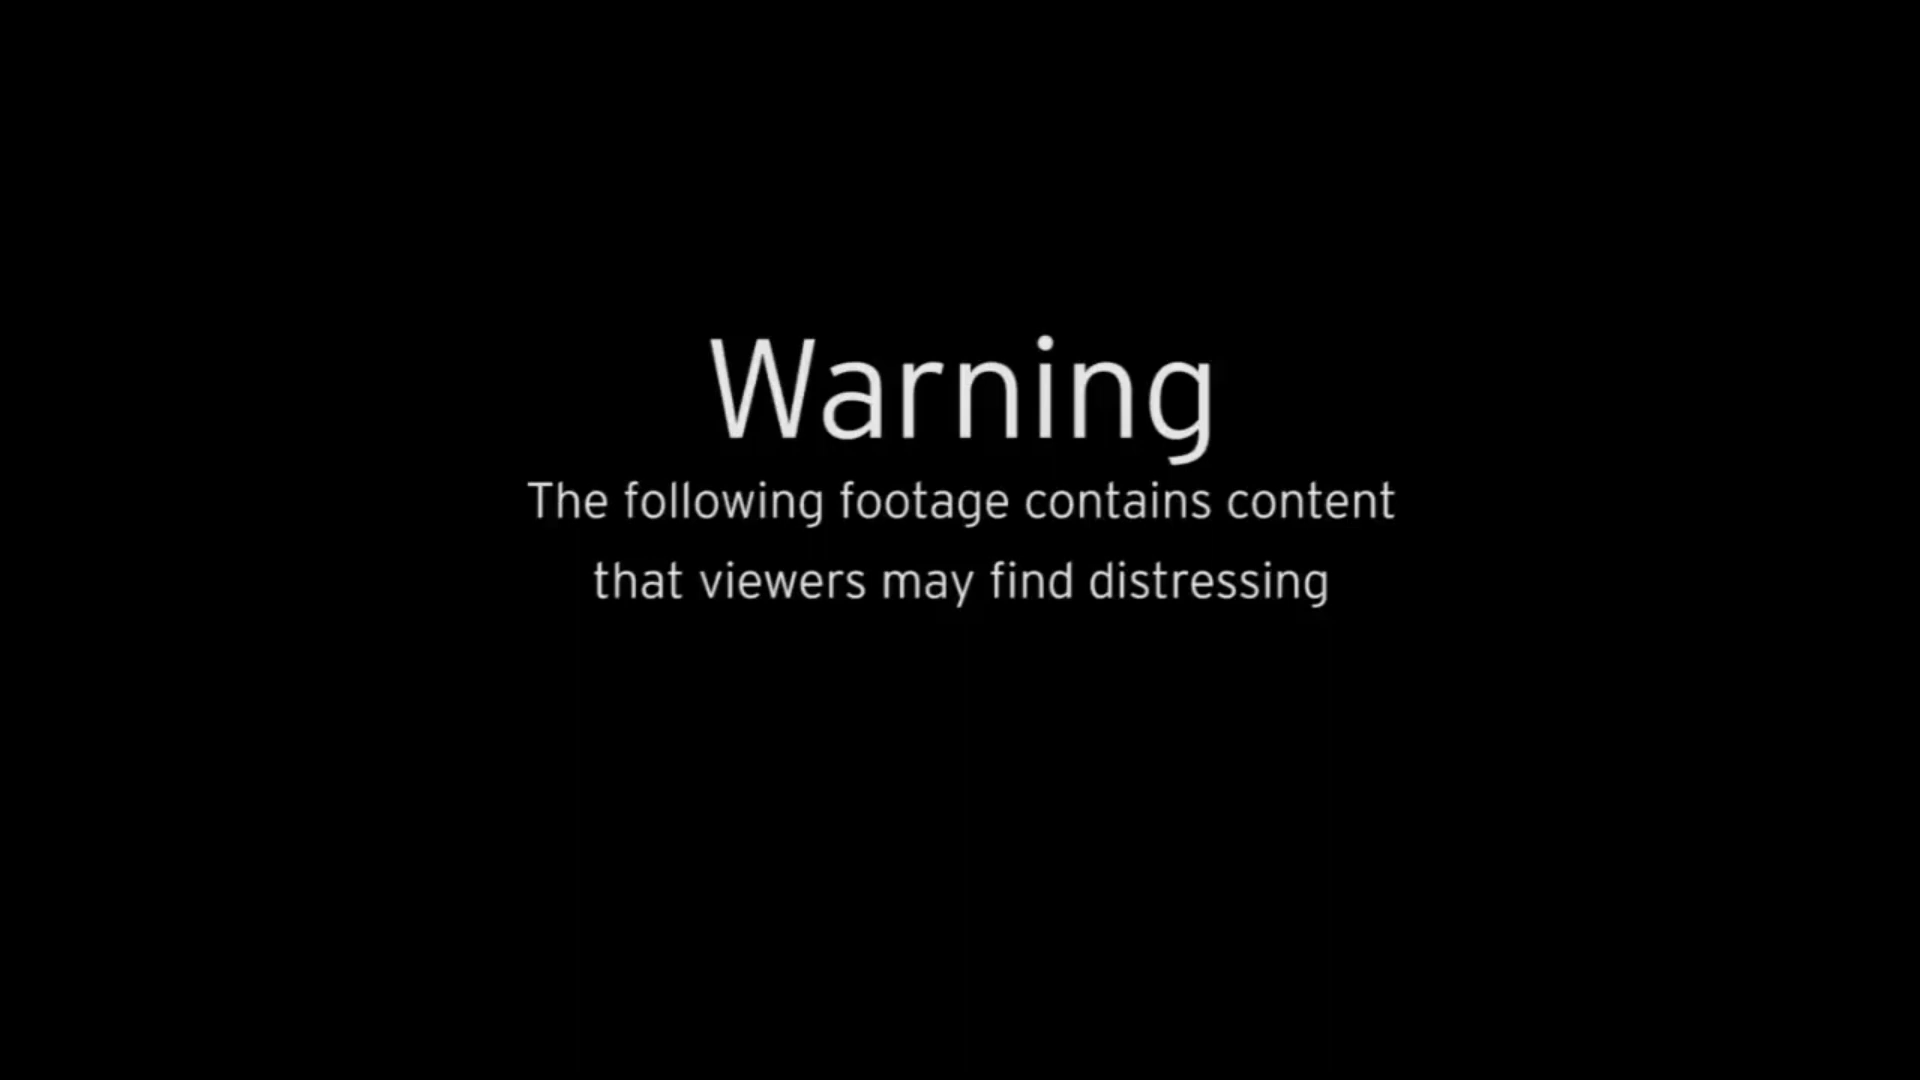 Warning
The following footage contains content
that viewers may find distressing